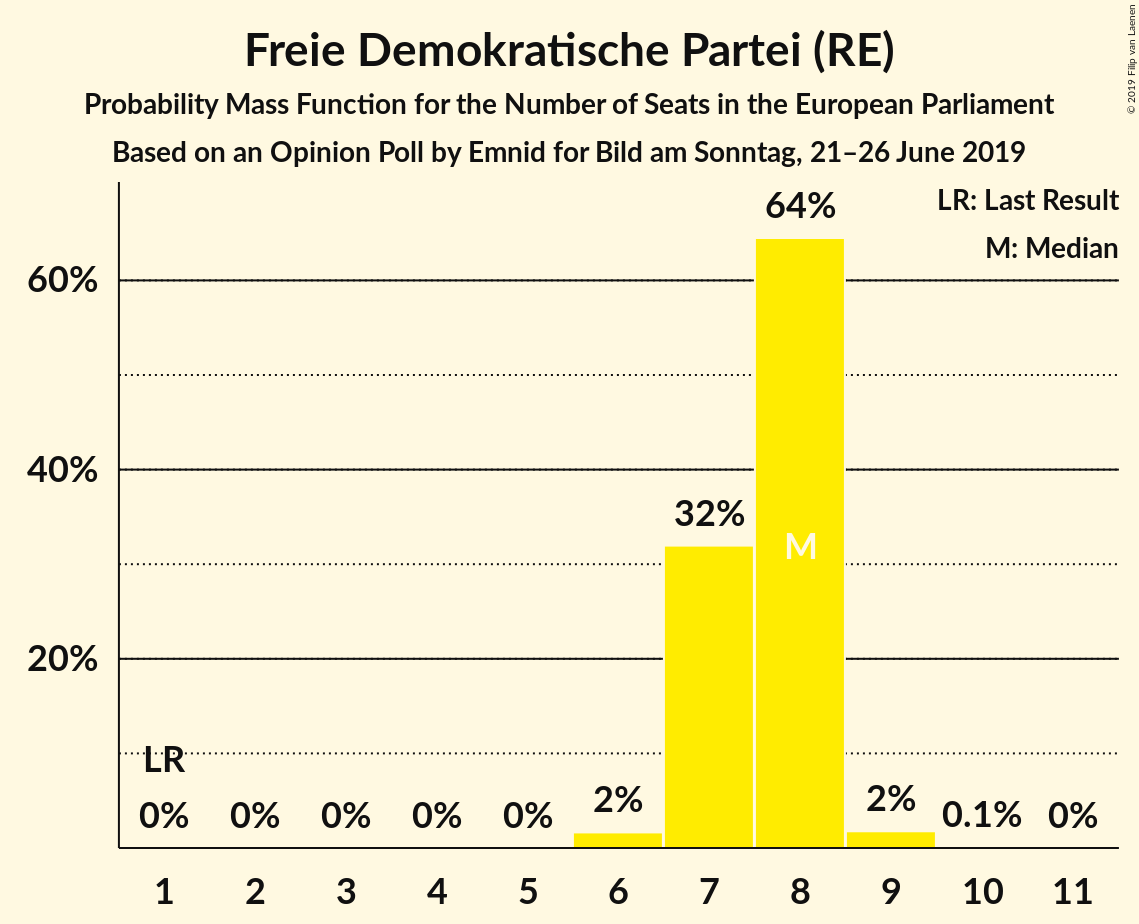 Freie Demokratische Partei (RE)
Probability Mass Function for the Number of Seats in the European Parliament
Based on an Opinion Poll by Emnid for Bild am Sonntag, 21–26 June 2019
© 2019 Filip van Laenen
LR: Last Result
M: Median
64%
60%
40%
32%
M
20%
LR
0% 0% 0% 0% 0% 2% 2% 0.1% 0%
1 2 3 4 5 6 7 8 9 10 11